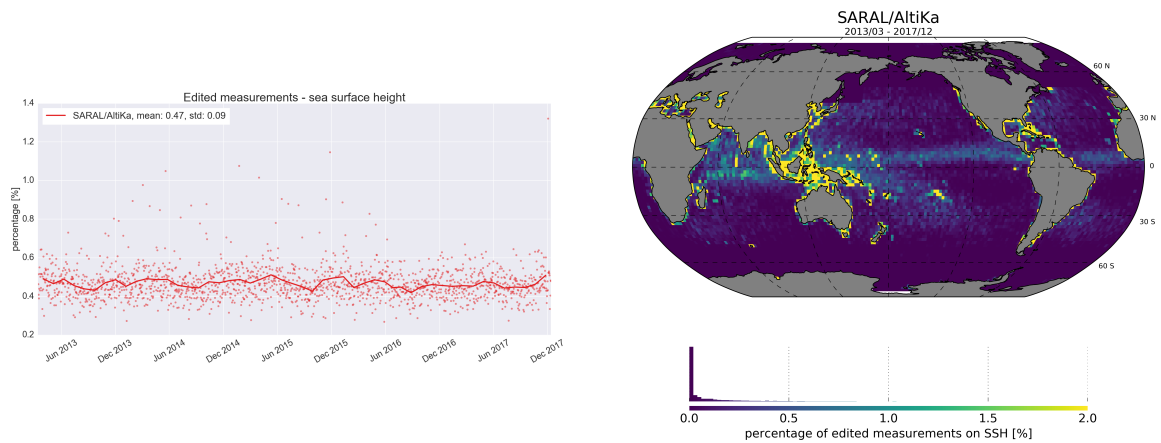 Edited measurements - sea surface height
SARAL/AltiKa, mean: 0.47, std: 0.09
percentage [%]
1.4
1.2
1.0
0.8
0.6
0.4
0.2
Jun 2013
Dec 2013
Jun 2014
Dec 2014
Jun 2015
Dec 2015
Jun 2016
Dec 2016
Jun 2017
Dec 2017
SARAL/AltiKa
2013/03 - 2017/12
60 N
30 N
0
30 S
60 S
0.0 0.5 1.0 1.5 2.0
percentage of edited measurements on SSH [%]